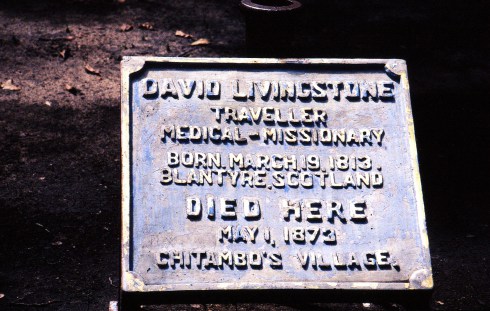 DAVID LIVINGSTONE
TRAVELLER
MEDICAL-MISSIONARY
BORN. MARCH 19. 1813.
BLANTYRE, SCOTLAND
DIED HERE
MAY 1, 1873
CHITAMBO'S VILLAGE.